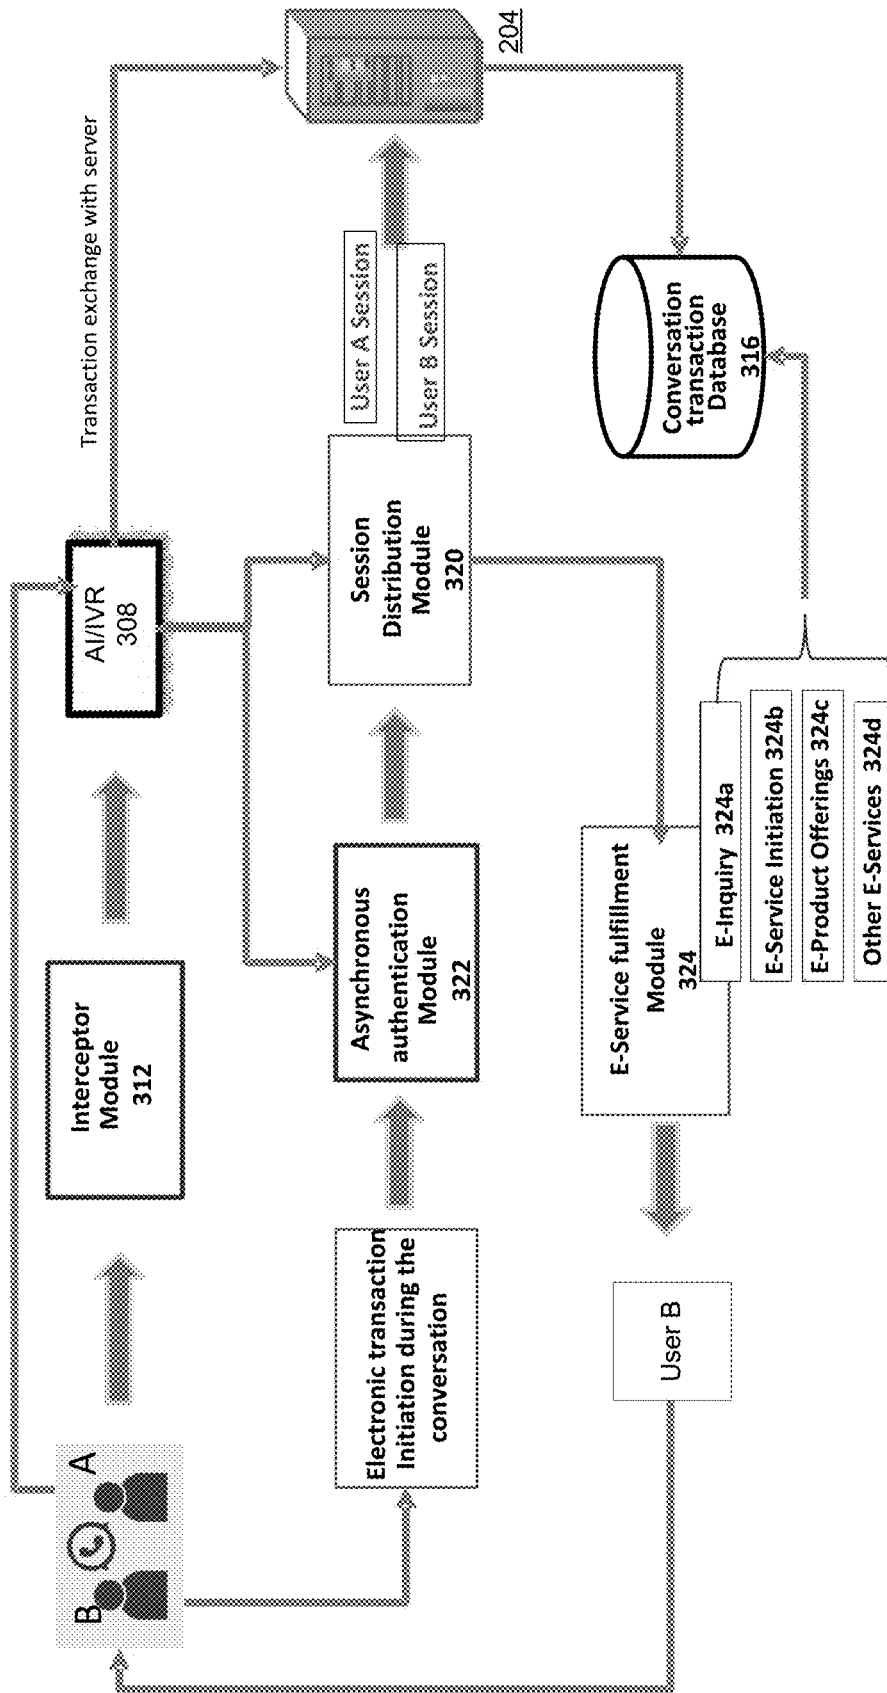 B
A
Interceptor
Module
312
AI/IVR
308
Transaction exchange with server
204
Electronic transaction
Initiation during the
conversation
Asynchronous
authentication
Module
322
Session
Distribution
Module
320
User A Session
User B Session
User B
E-Service fulfillment
Module
324
E-Inquiry 324a
E-Service Initiation 324b
E-Product Offerings 324c
Other E-Services 324d
Conversation
transaction
Database
316